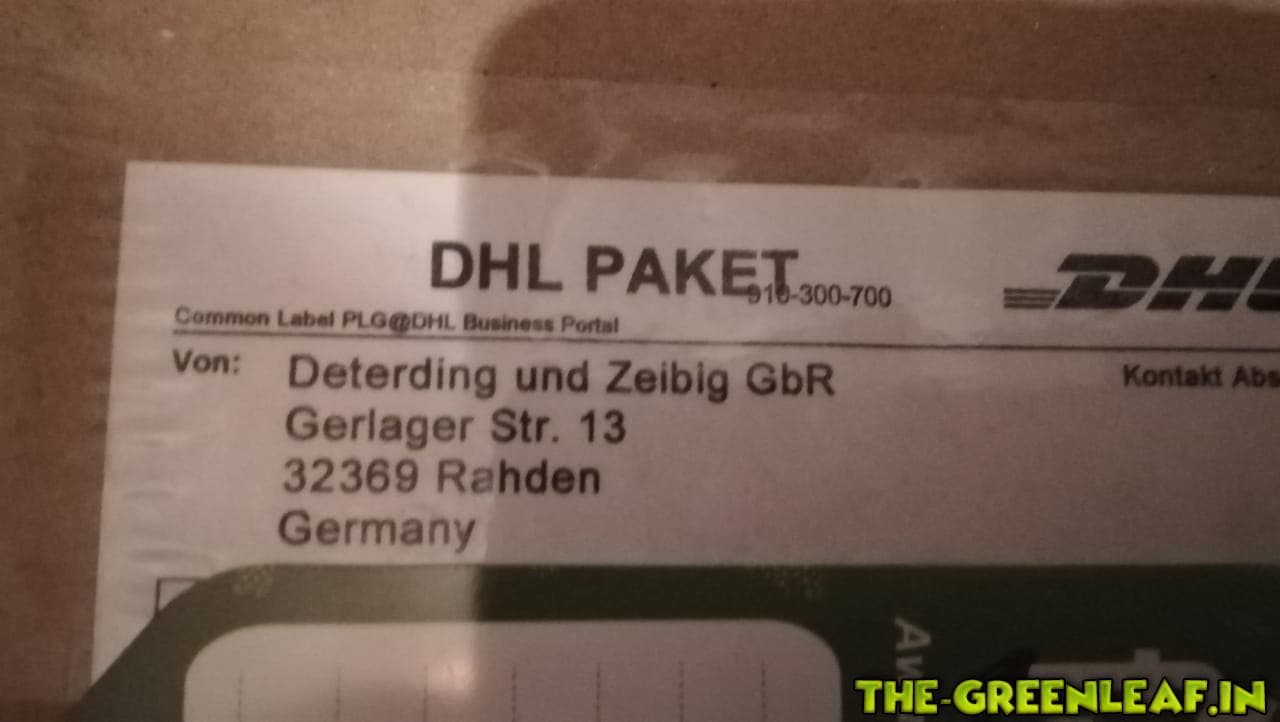 DHL PAKET
910-300-700
Common Label PLG@DHL Business Portal
Von:
Deterding und Zeibig GbR
Gerlager Str. 13
32369 Rahden
Germany
Kontakt
THE-GREENLEAF.IN